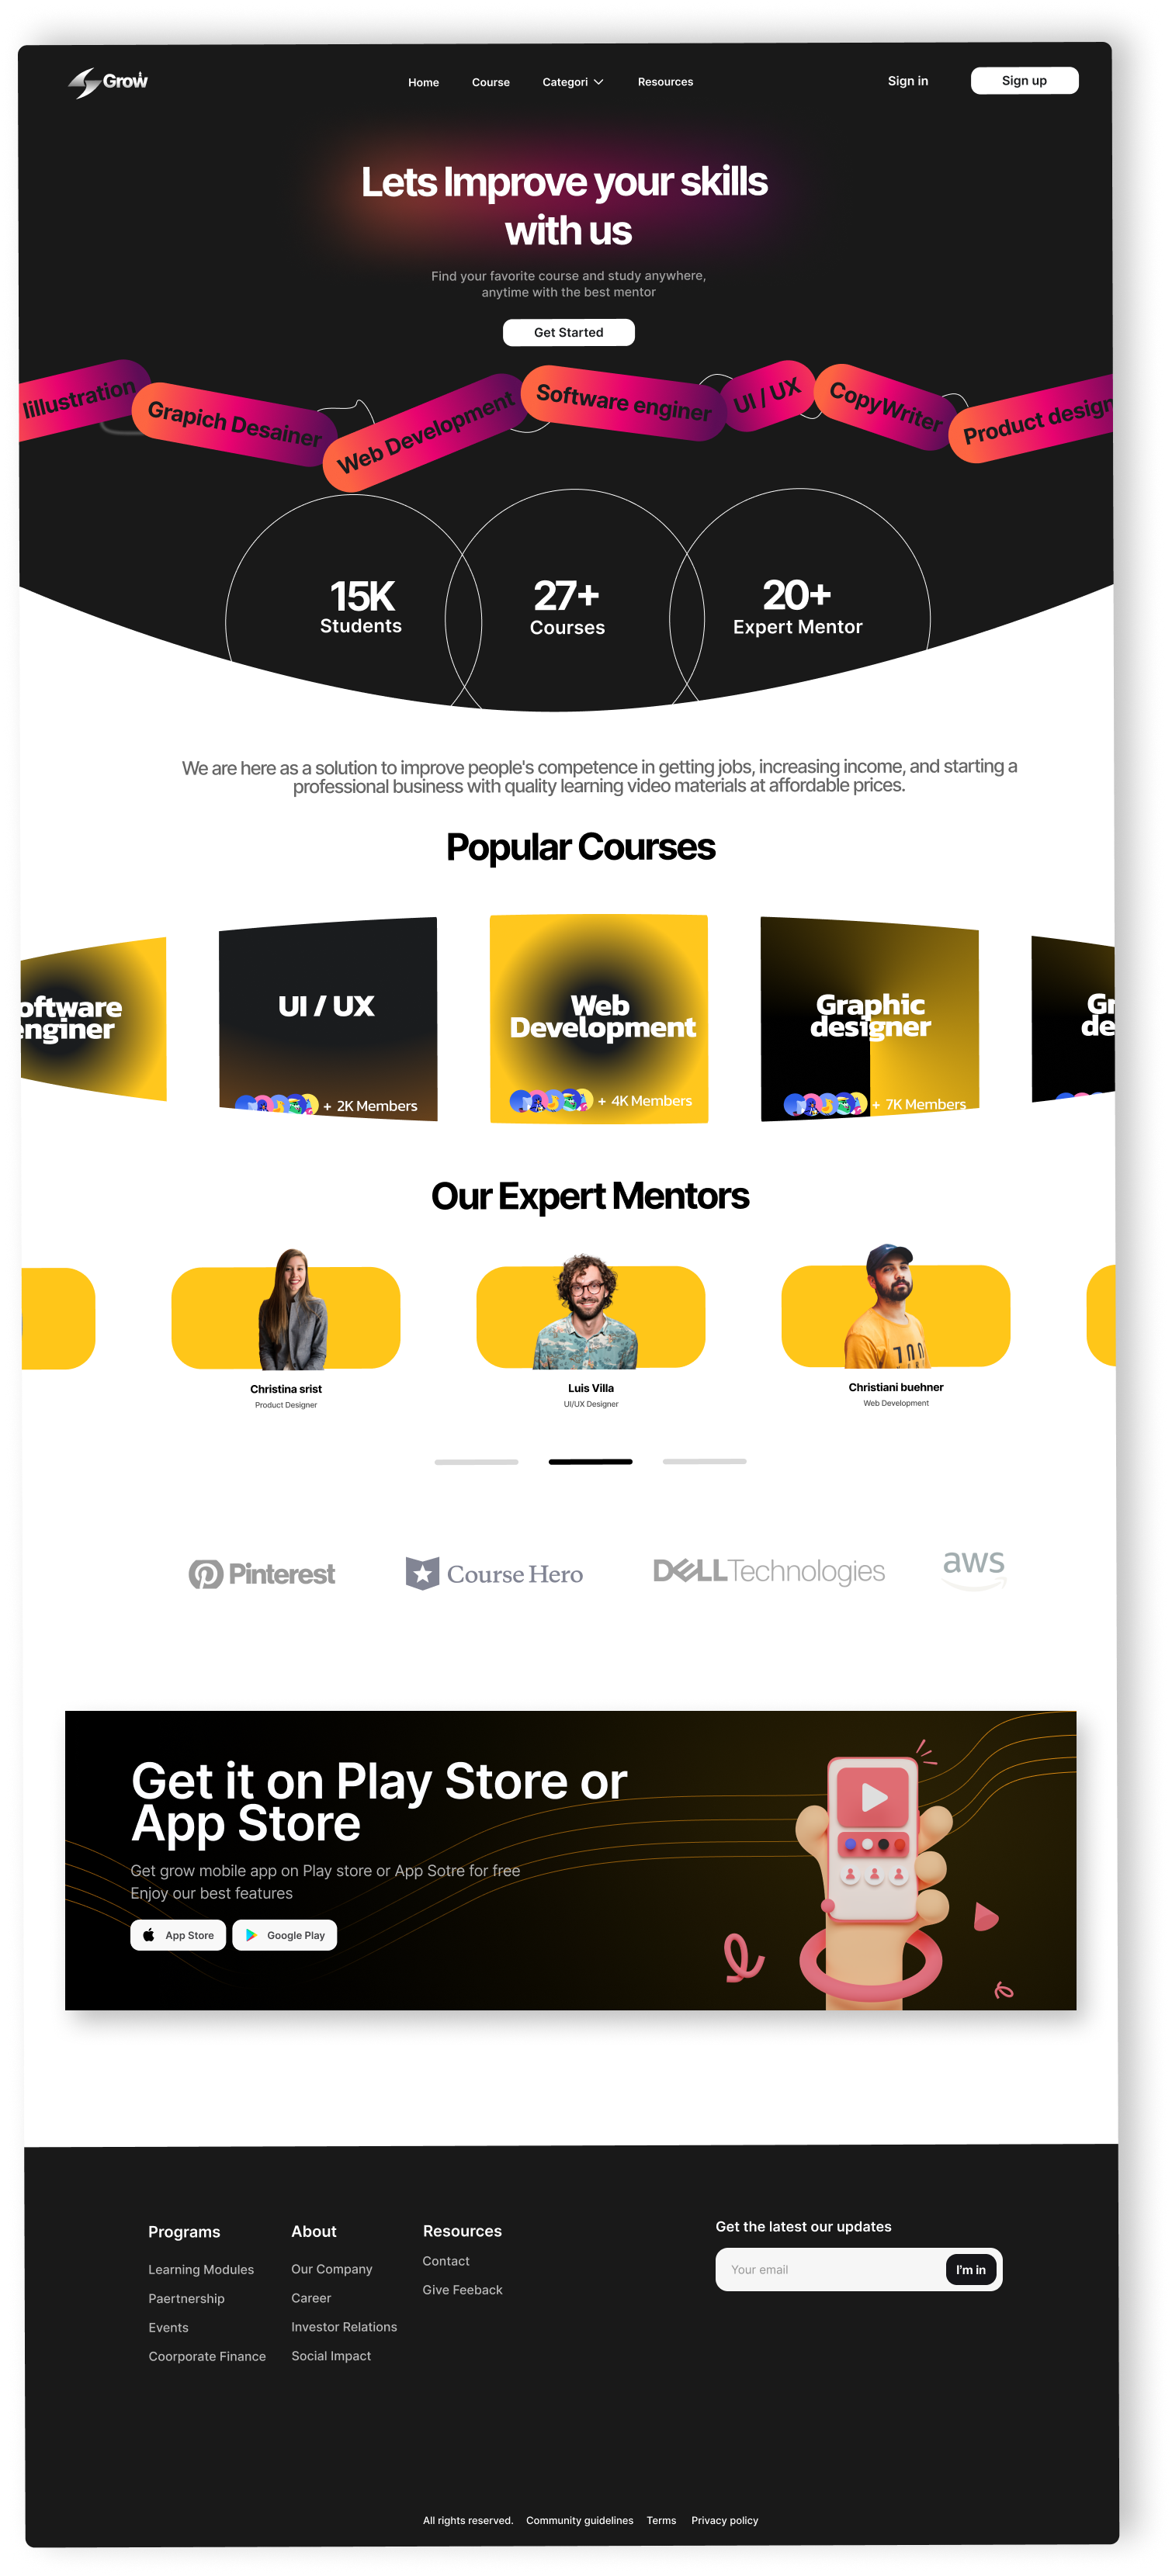 Grow
Home Course Categori Resources
Sign in Sign up
Lets Improve your skills
with us
Find your favorite course and study anywhere,
anytime with the best mentor
Get Started
lillustration
Grapich Desainer
Web Development
Software enginer
UI / UX
CopyWriter
Product design
15K
Students
27+
Courses
20+
Expert Mentor
We are here as a solution to improve people's competence in getting jobs, increasing income, and starting a
professional business with quality learning video materials at affordable prices.
Popular Courses
oftware
enginer
UI / UX
+ 2K Members
Web
Development
+ 4K Members
Graphic
designer
+ 7K Members
Gr
de
Our Expert Mentors
Christina srist
Product Designer
Luis Villa
UI/UX Designer
Christiani buehner
Web Development
Pinterest
Course Hero
DELL Technologies
aws
Get it on Play Store or
App Store
Get grow mobile app on Play store or App Sotre for free
Enjoy our best features
App Store
Google Play
Programs
Learning Modules
Paertnership
Events
Coorporate Finance
About
Our Company
Career
Investor Relations
Social Impact
Resources
Contact
Give Feeback
Get the latest our updates
Your email
I'm in
All rights reserved. Community guidelines Terms Privacy policy